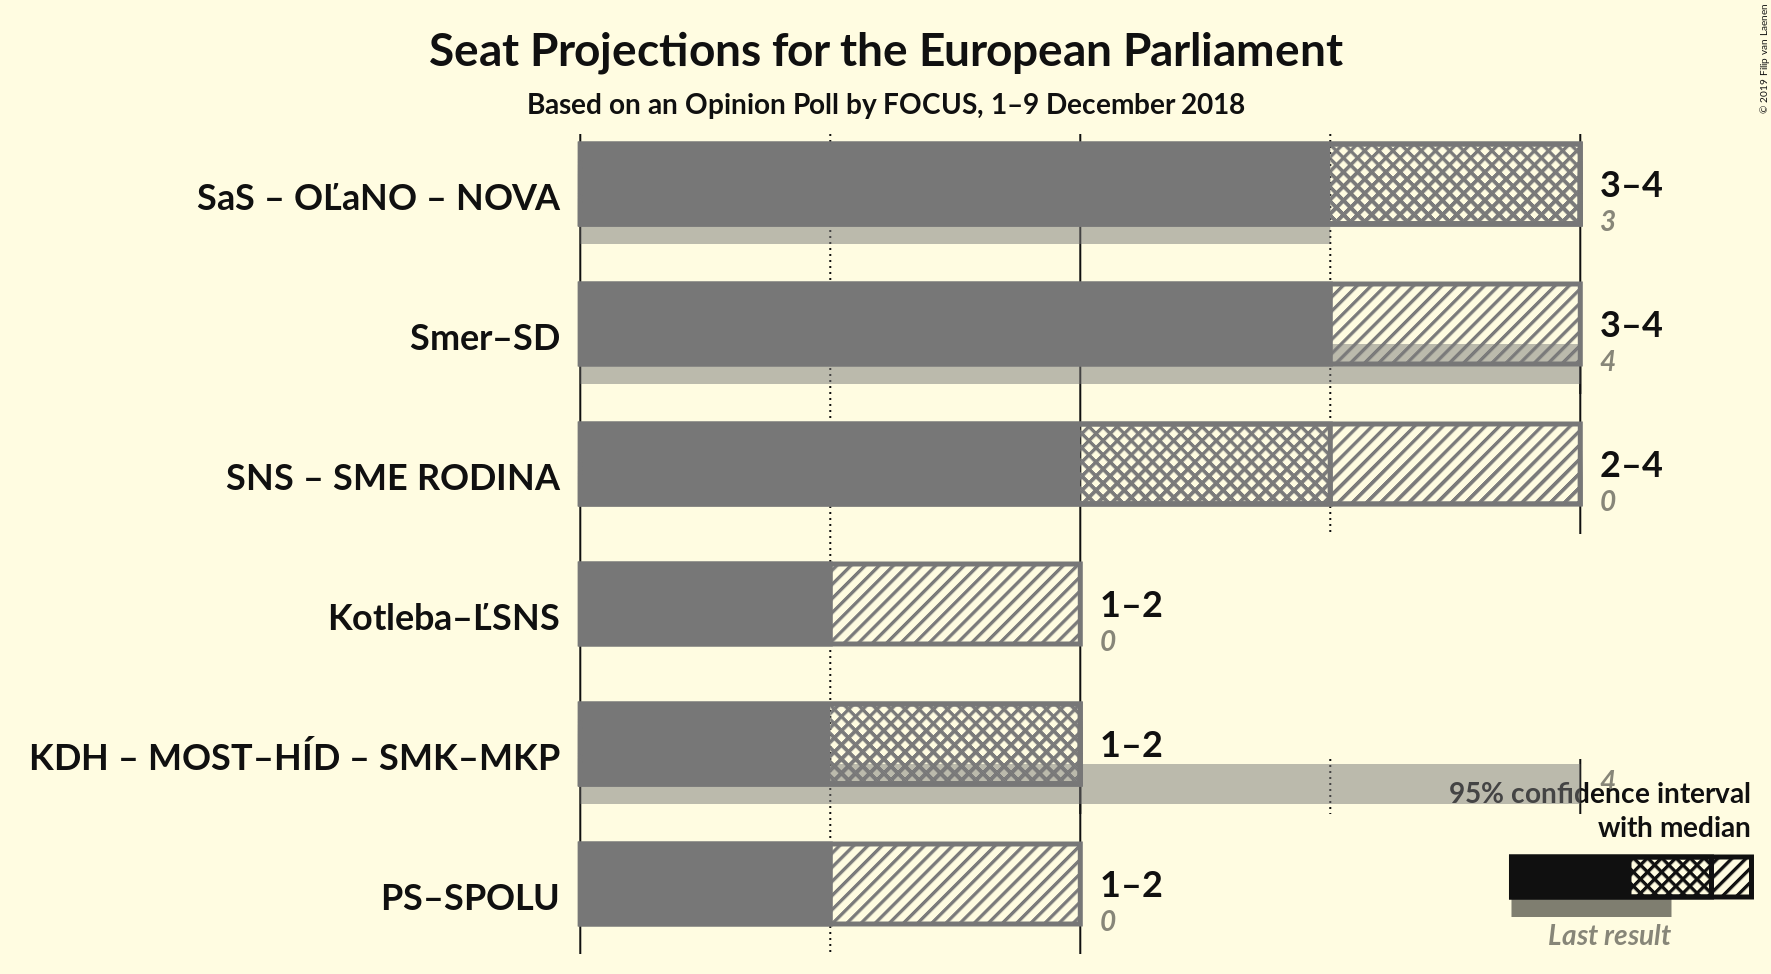 Seat Projections for the European Parliament
Based on an Opinion Poll by FOCUS, 1–9 December 2018
© 2019 Filip van Laenen
SaS – OĽaNO – NOVA
3–4
3
Smer–SD
3–4
4
SNS – SME RODINA
2–4
0
Kotleba–ĽSNS
1–2
0
KDH – MOST–HÍD – SMK–MKP
1–2
4
PS–SPOLU
1–2
0
95% confidence interval
with median
Last result